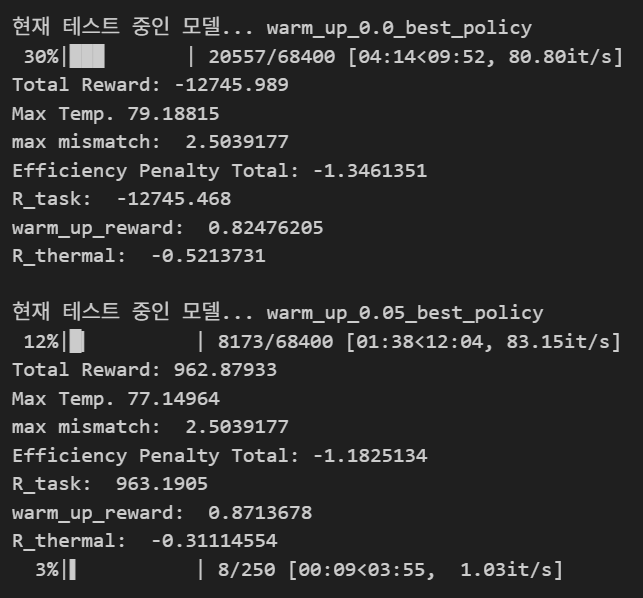 현재 테스트 중인 모델... warm_up_0.0_best_policy
30%|███       | 20557/68400 [04:14<09:52, 80.80it/s]
Total Reward: -12745.989
Max Temp. 79.18815
max mismatch:  2.5039177
Efficiency Penalty Total: -1.3461351
R_task:  -12745.468
warm_up_reward:  0.82476205
R_thermal:  -0.5213731
현재 테스트 중인 모델... warm_up_0.05_best_policy
12%|█▏        | 8173/68400 [01:38<12:04, 83.15it/s]
Total Reward: 962.87933
Max Temp. 77.14964
max mismatch:  2.5039177
Efficiency Penalty Total: -1.1825134
R_task:  963.1905
warm_up_reward:  0.8713678
R_thermal:  -0.31114554
3%|▎         | 8/250 [00:09<03:55,  1.03it/s]